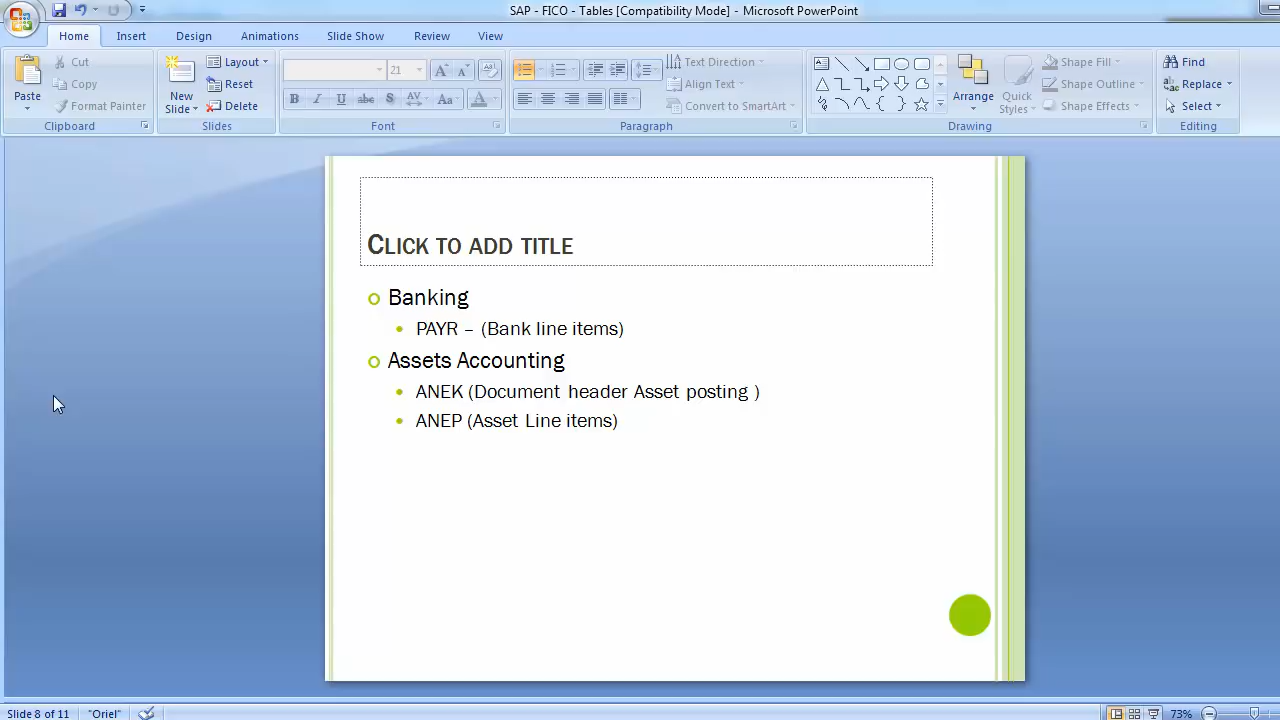 SAP - FICO - Tables [Compatibility Mode] - Microsoft PowerPoint
Home Insert Design Animations Slide Show Review View
Paste
Cut
Copy
Format Painter
Clipboard
New
Slide
Layout
Reset
Delete
Slides
21
B I U abc S AV Aa A
Font
Text Direction
Align Text
Convert to SmartArt
Paragraph
Arrange
Quick
Styles
Shape Fill
Shape Outline
Shape Effects
Drawing
Find
Replace
Select
Editing
CLICK TO ADD TITLE
Banking
PAYR – (Bank line items)
Assets Accounting
ANEK (Document header Asset posting )
ANEP (Asset Line items)
Slide 8 of 11 "Oriel" 73%